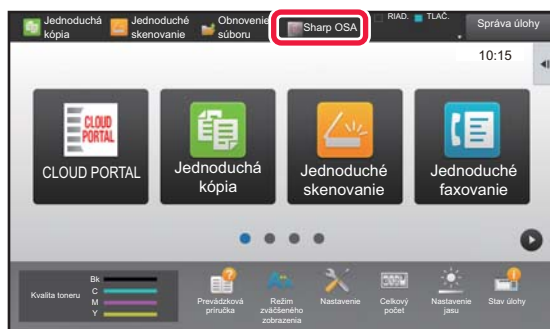 Jednoduchá
kópia
Jednoduché
skenovanie
Obnovenie
súboru
Sharp OSA
RIAD.
TLAČ.
Správa úlohy
10:15
CLOUD
PORTAL
CLOUD PORTAL
Jednoduchá
kópia
Jednoduché
skenovanie
Jednoduché
faxovanie
Kvalita toneru
Bk
C
M
Y
Prevádzková
príručka
Režim
zväčšeného
zobrazenia
Nastavenie
Celkový
počet
Nastavenie
jasu
Stav úlohy